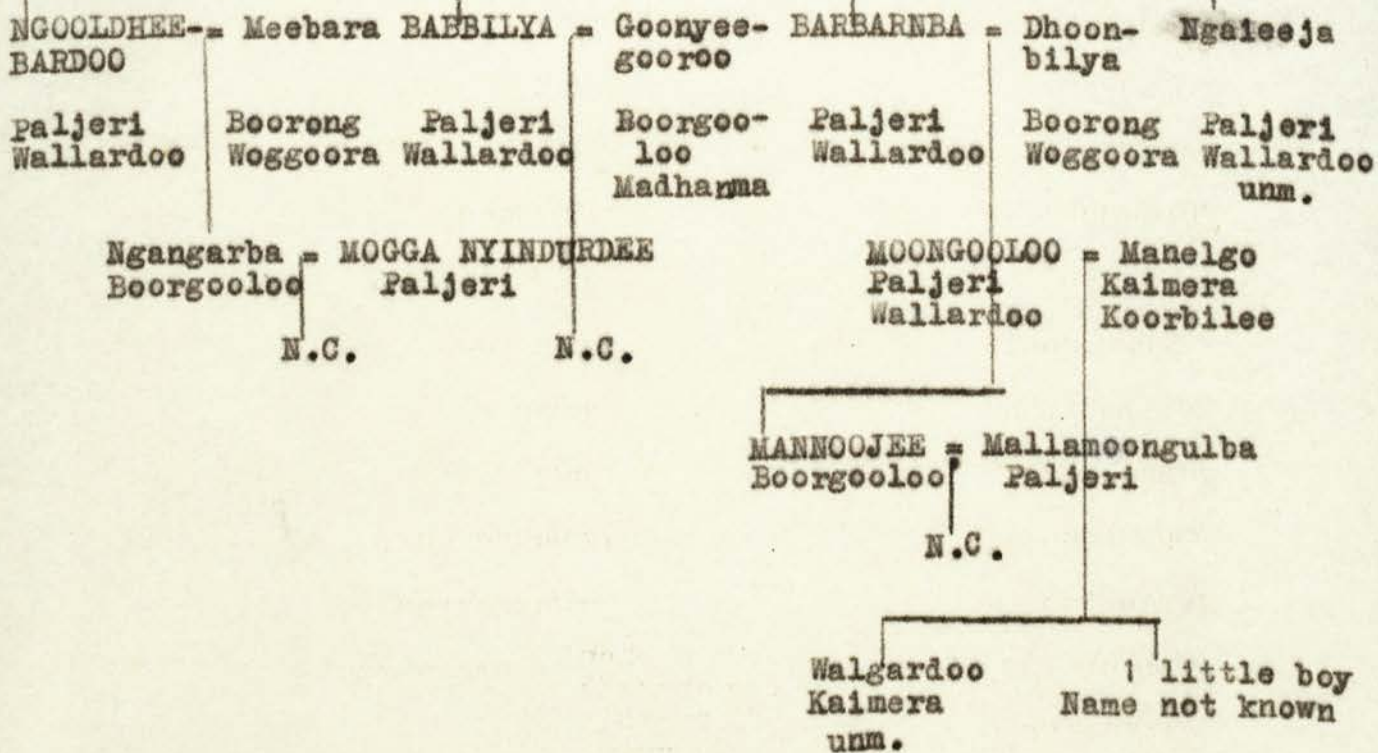 NGOOLDHEE-= Meebara BABBILYA = Goonyee- BARBARNBA = Dhoon- Ngaieeja
BARDOO gooroo bilya
Paljeri Boorong Paljeri Boorgoo- Paljeri Boorong Paljeri
Wallardoo Woggoora Wallardoo loo Wallardoo Woggoora Wallardoo
Madhanma unm.
Ngangarba = MOGGA NYINDURDEE MOONGOOLOO = Manelgo
Boorgooloo Paljeri Paljeri Kaimera
Wallardoo Koorbilee
N.C. N.C.
MANNOOJEE = Mallamoongulba
Boorgooloo Paljeri
N.C.
Walgardoo 1 little boy
Kaimera Name not known
unm.